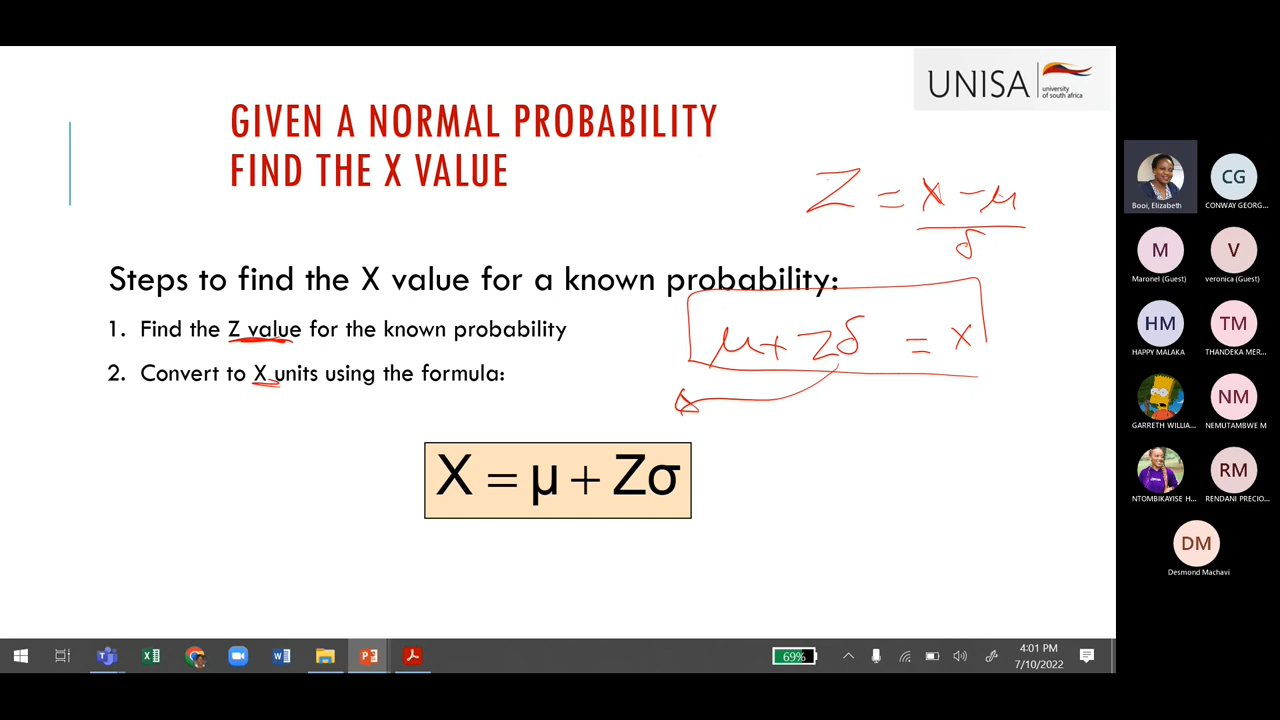 UNISA
university
of south africa
GIVEN A NORMAL PROBABILITY
FIND THE X VALUE
Z = x - μ
δ
Steps to find the X value for a known probability:
1. Find the Z value for the known probability
μ + zδ = x
2. Convert to X units using the formula:
X = μ + Zσ
Booi, Elizabeth
CG
CONWAY GEORG...
M
Maronel (Guest)
V
veronica (Guest)
HM
HAPPY MALAKA
TM
THANDEKA MER...
GARRETH WILLIA...
NM
NEMUTAMBWE M
NTOMBIKAYISE H...
RM
RENDANI PRECIO...
DM
Desmond Machavi
69%
4:01 PM
7/10/2022